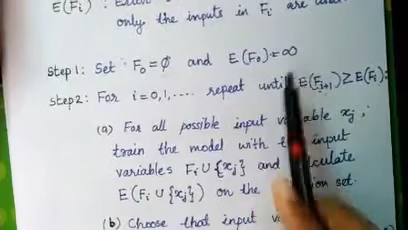 E(Fi) :
only the inputs in Fi are
Step 1: Set F₀ = ∅ and E(F₀) = ∞
Step 2: For i = 0,1,..... repeat until E(Fi+1) ≥ E(Fi):
(a) For all possible input xj,
train the model with input
variables Fi ∪ {xj} and
E(Fi ∪ {xj}) on the set.
(b) Choose that input